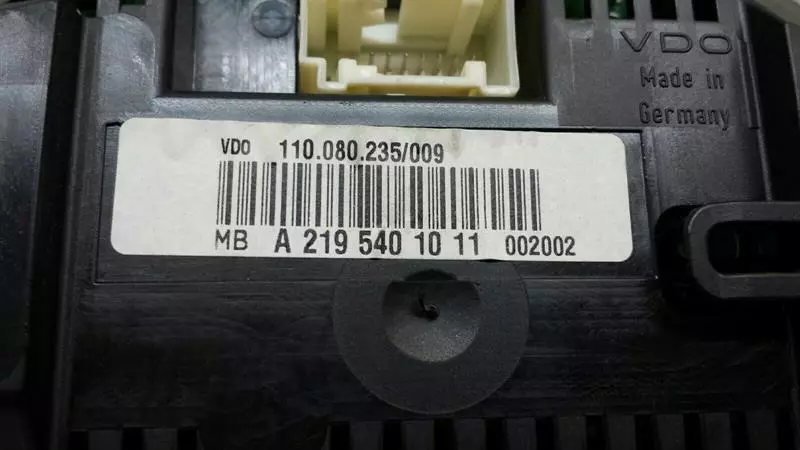 VDO
Made in
Germany
VDO 110.080.235/009
MB A 219 540 10 11 002002